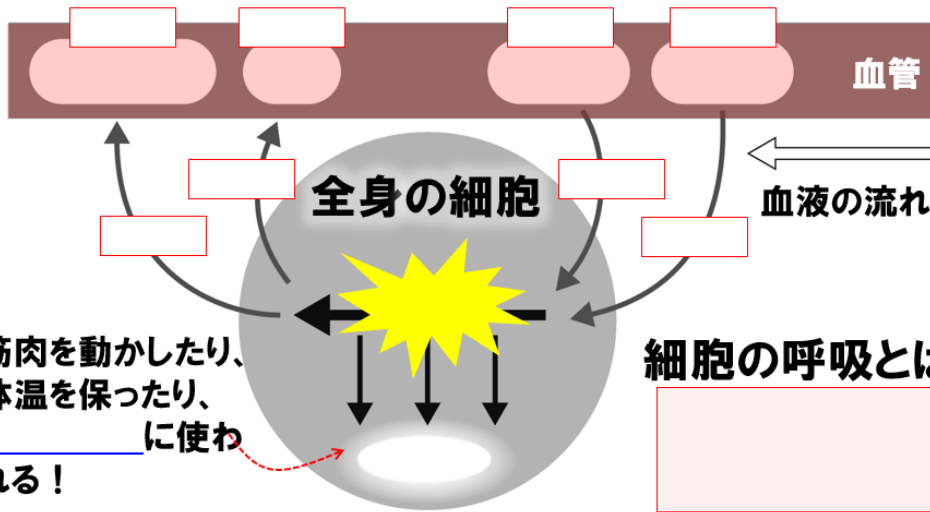 血管
全身の細胞
血液の流れ
筋肉を動かしたり、
体温を保ったり、
に使わ
れる！
細胞の呼吸とは